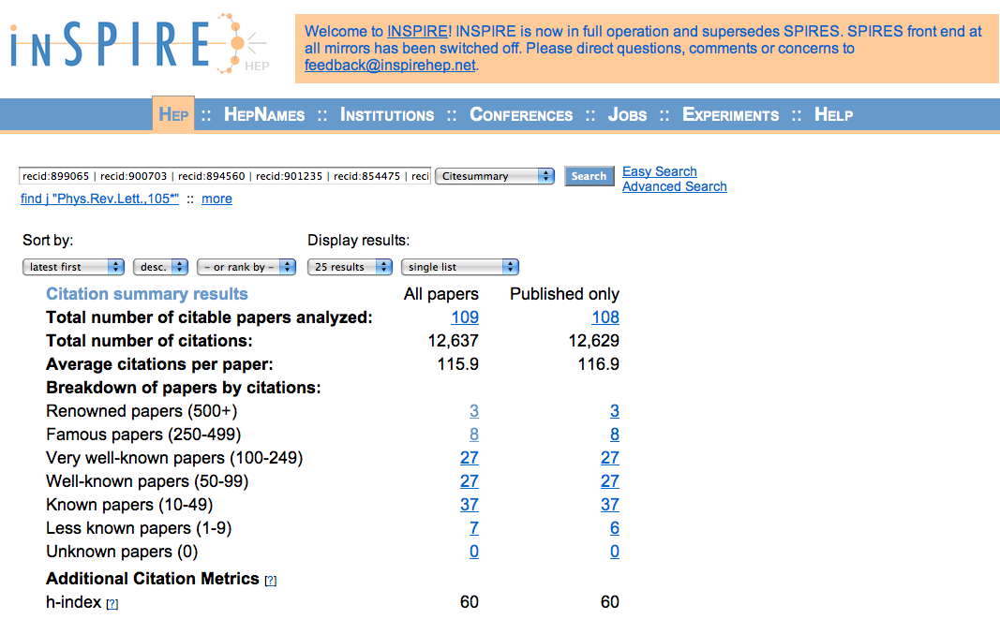 inSPIRE HEP
Welcome to INSPIRE! INSPIRE is now in full operation and supersedes SPIRES. SPIRES front end at
all mirrors has been switched off. Please direct questions, comments or concerns to
feedback@inspirehep.net.
HEP :: HEPNAMES :: INSTITUTIONS :: CONFERENCES :: JOBS :: EXPERIMENTS :: HELP
recid:899065 | recid:900703 | recid:894560 | recid:901235 | recid:854475 | reci Citesummary Search Easy Search
Advanced Search
find j "Phys.Rev.Lett.,105*" :: more
Sort by: Display results:
latest first desc. - or rank by - 25 results single list
Citation summary results All papers Published only
Total number of citable papers analyzed: 109 108
Total number of citations: 12,637 12,629
Average citations per paper: 115.9 116.9
Breakdown of papers by citations:
Renowned papers (500+) 3 3
Famous papers (250-499) 8 8
Very well-known papers (100-249) 27 27
Well-known papers (50-99) 27 27
Known papers (10-49) 37 37
Less known papers (1-9) 7 6
Unknown papers (0) 0 0
Additional Citation Metrics [?]
h-index [?] 60 60